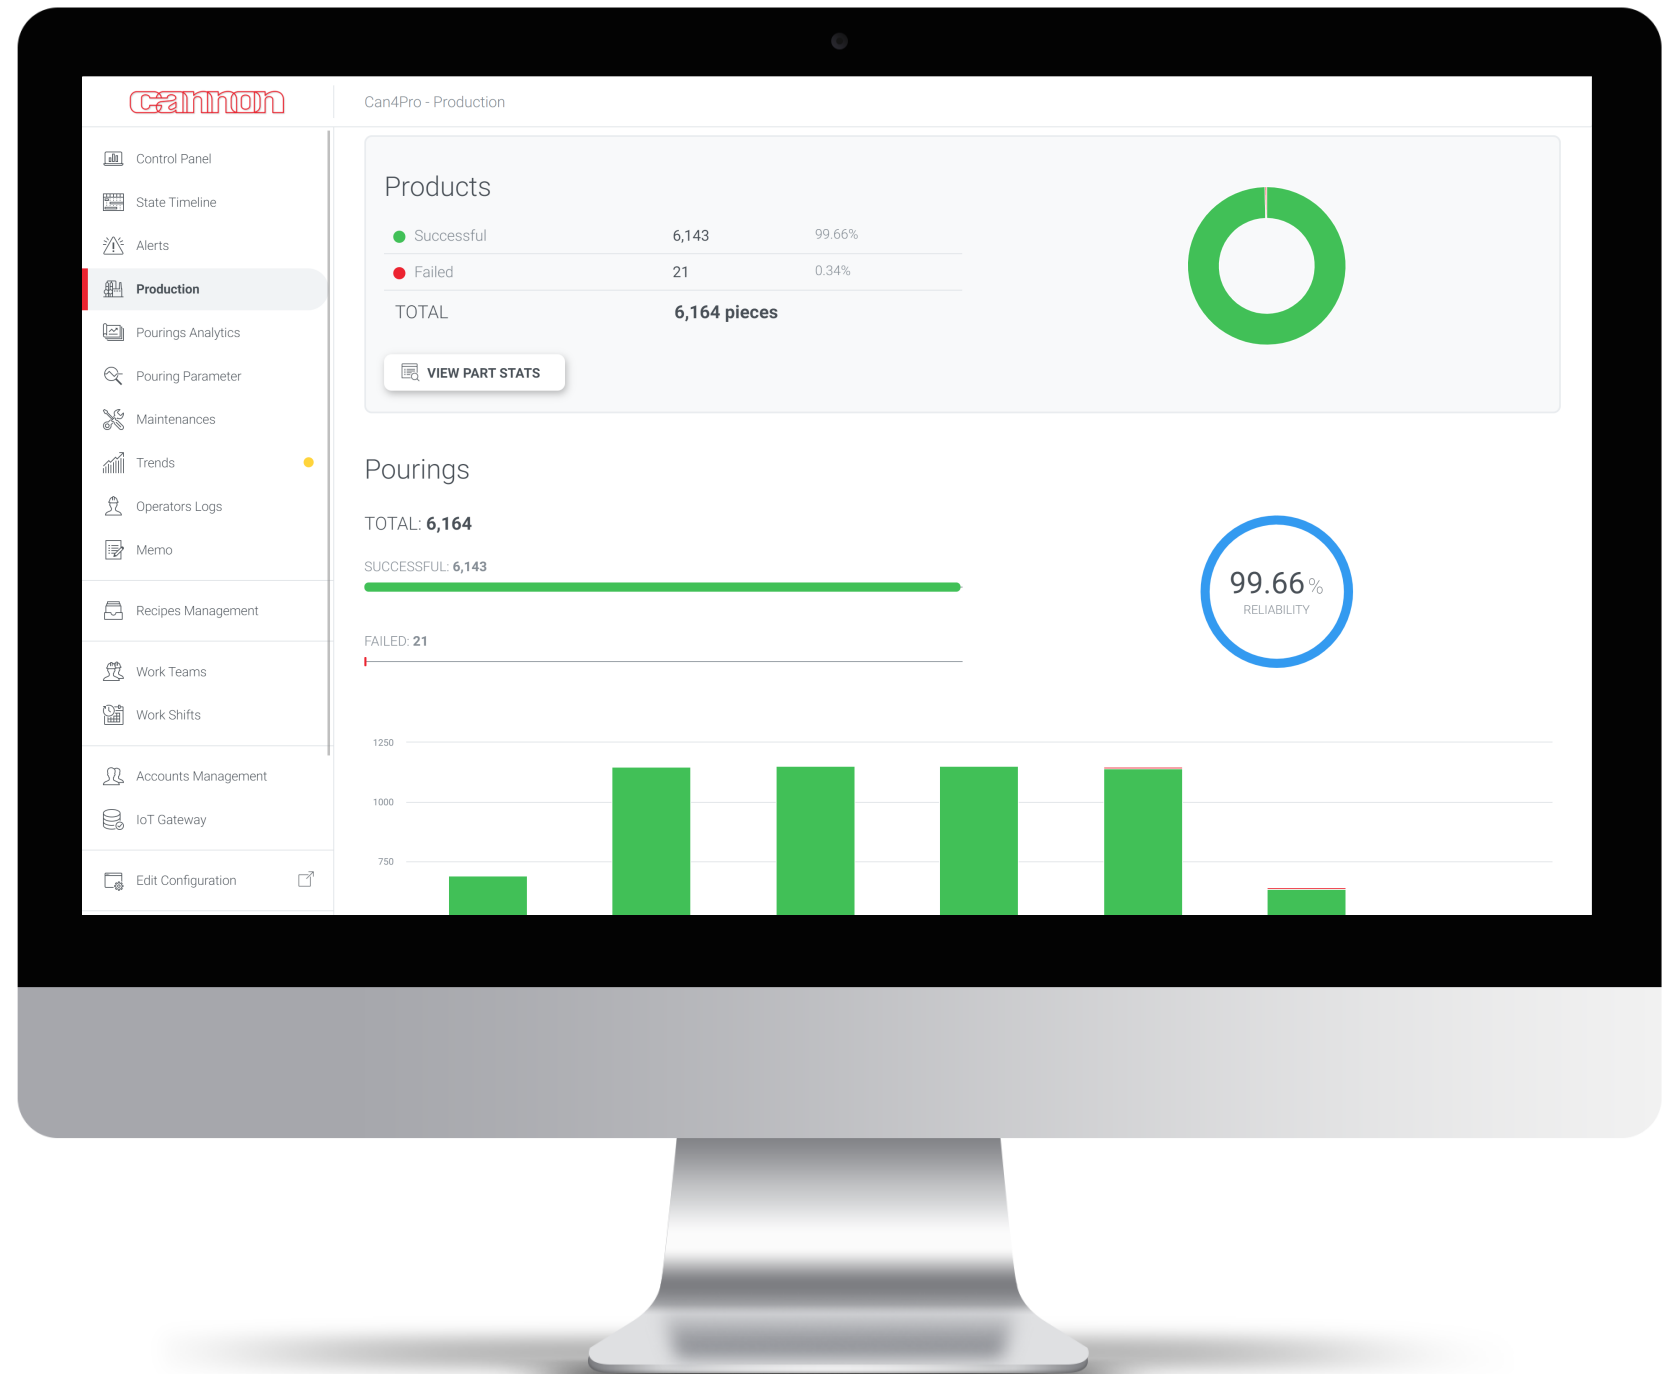 cannon
Can4Pro - Production
Control Panel
State Timeline
Alerts
Production
Pourings Analytics
Pouring Parameter
Maintenances
Trends
Operators Logs
Memo
Recipes Management
Work Teams
Work Shifts
Accounts Management
IoT Gateway
Edit Configuration
Products
Successful 6,143 99.66%
Failed 21 0.34%
TOTAL 6,164 pieces
VIEW PART STATS
Pourings
TOTAL: 6,164
SUCCESSFUL: 6,143
FAILED: 21
99.66 %
RELIABILITY
1250
1000
750